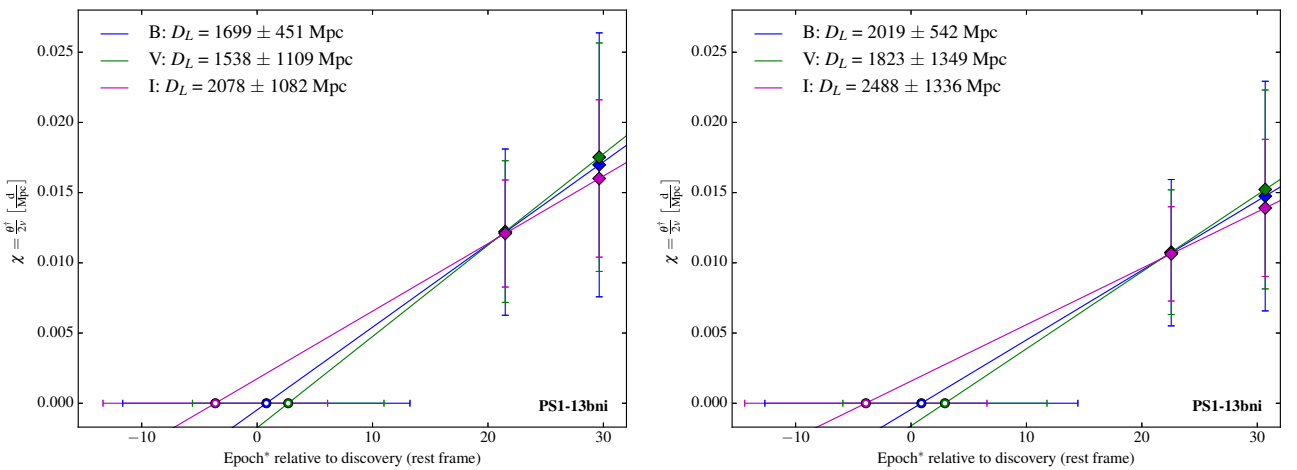 B: D_L = 1699 ± 451 Mpc
V: D_L = 1538 ± 1109 Mpc
I: D_L = 2078 ± 1082 Mpc
0.025
0.020
0.015
0.010
0.005
0.000
χ = θ†/2v [d/Mpc]
PS1-13bni
−10 0 10 20 30
Epoch* relative to discovery (rest frame)
B: D_L = 2019 ± 542 Mpc
V: D_L = 1823 ± 1349 Mpc
I: D_L = 2488 ± 1336 Mpc
0.025
0.020
0.015
0.010
0.005
0.000
χ = θ†/2v [d/Mpc]
PS1-13bni
−10 0 10 20 30
Epoch* relative to discovery (rest frame)